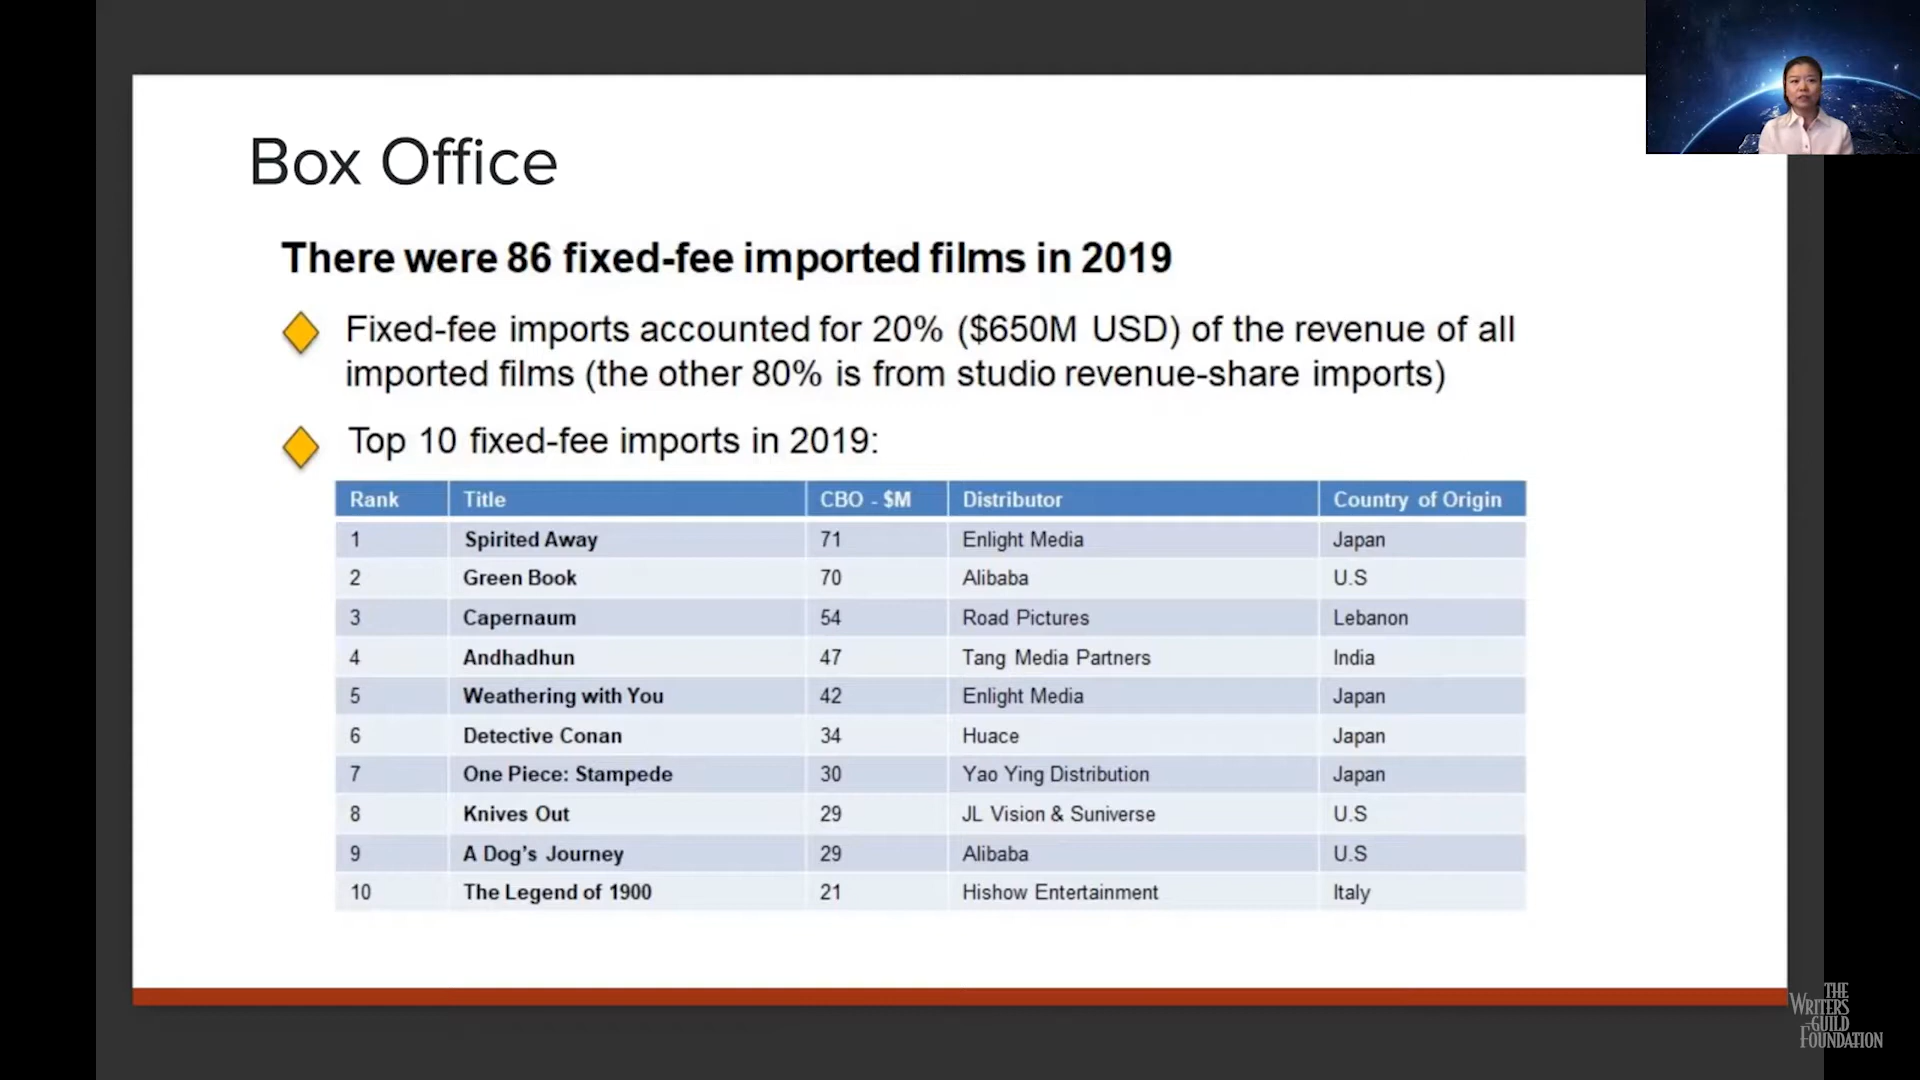 Box Office
There were 86 fixed-fee imported films in 2019
Fixed-fee imports accounted for 20% ($650M USD) of the revenue of all
imported films (the other 80% is from studio revenue-share imports)
Top 10 fixed-fee imports in 2019:
Rank Title CBO - $M Distributor Country of Origin
1 Spirited Away 71 Enlight Media Japan
2 Green Book 70 Alibaba U.S
3 Capernaum 54 Road Pictures Lebanon
4 Andhadhun 47 Tang Media Partners India
5 Weathering with You 42 Enlight Media Japan
6 Detective Conan 34 Huace Japan
7 One Piece: Stampede 30 Yao Ying Distribution Japan
8 Knives Out 29 JL Vision & Suniverse U.S
9 A Dog's Journey 29 Alibaba U.S
10 The Legend of 1900 21 Hishow Entertainment Italy
THE
WRITERS
GUILD
FOUNDATION